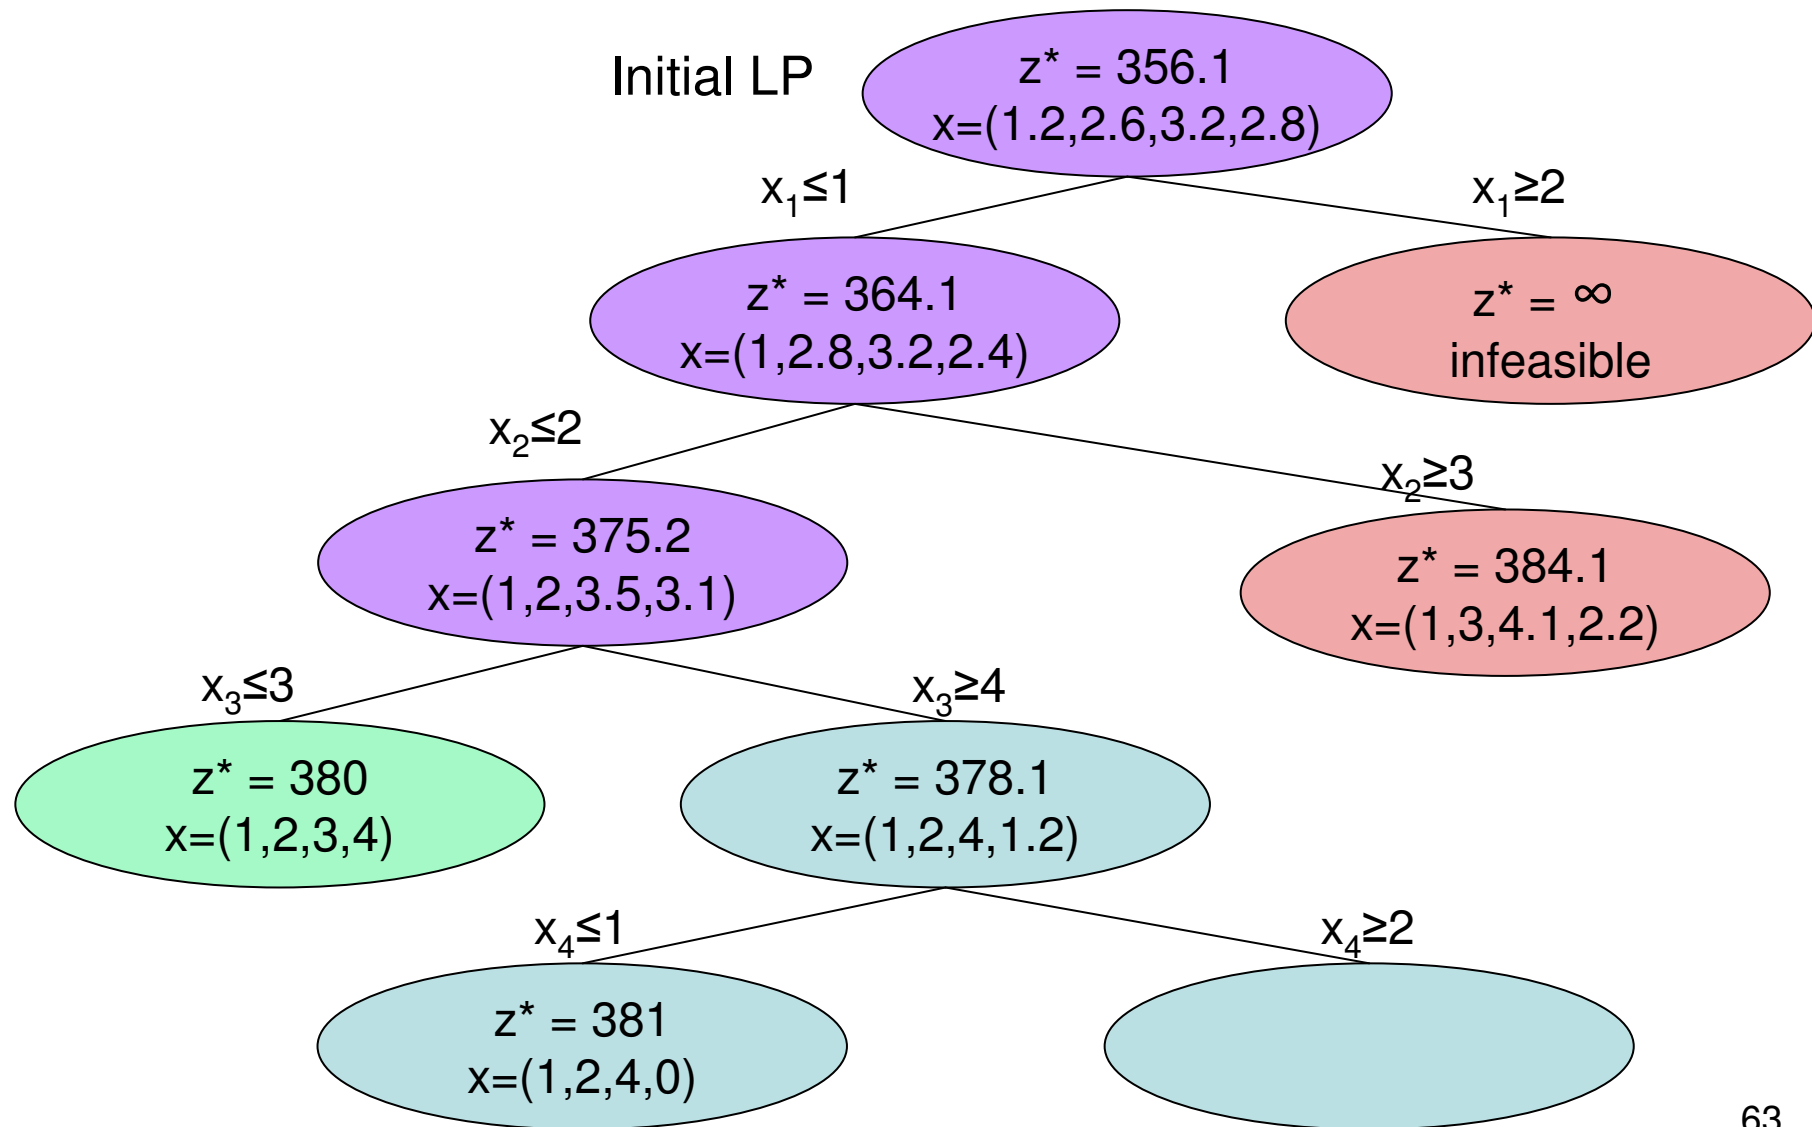 Initial LP
z* = 356.1
x=(1.2,2.6,3.2,2.8)
x₁≤1
x₁≥2
z* = 364.1
x=(1,2.8,3.2,2.4)
z* = ∞
infeasible
x₂≤2
x₂≥3
z* = 375.2
x=(1,2,3.5,3.1)
z* = 384.1
x=(1,3,4.1,2.2)
x₃≤3
x₃≥4
z* = 380
x=(1,2,3,4)
z* = 378.1
x=(1,2,4,1.2)
x₄≤1
x₄≥2
z* = 381
x=(1,2,4,0)
63